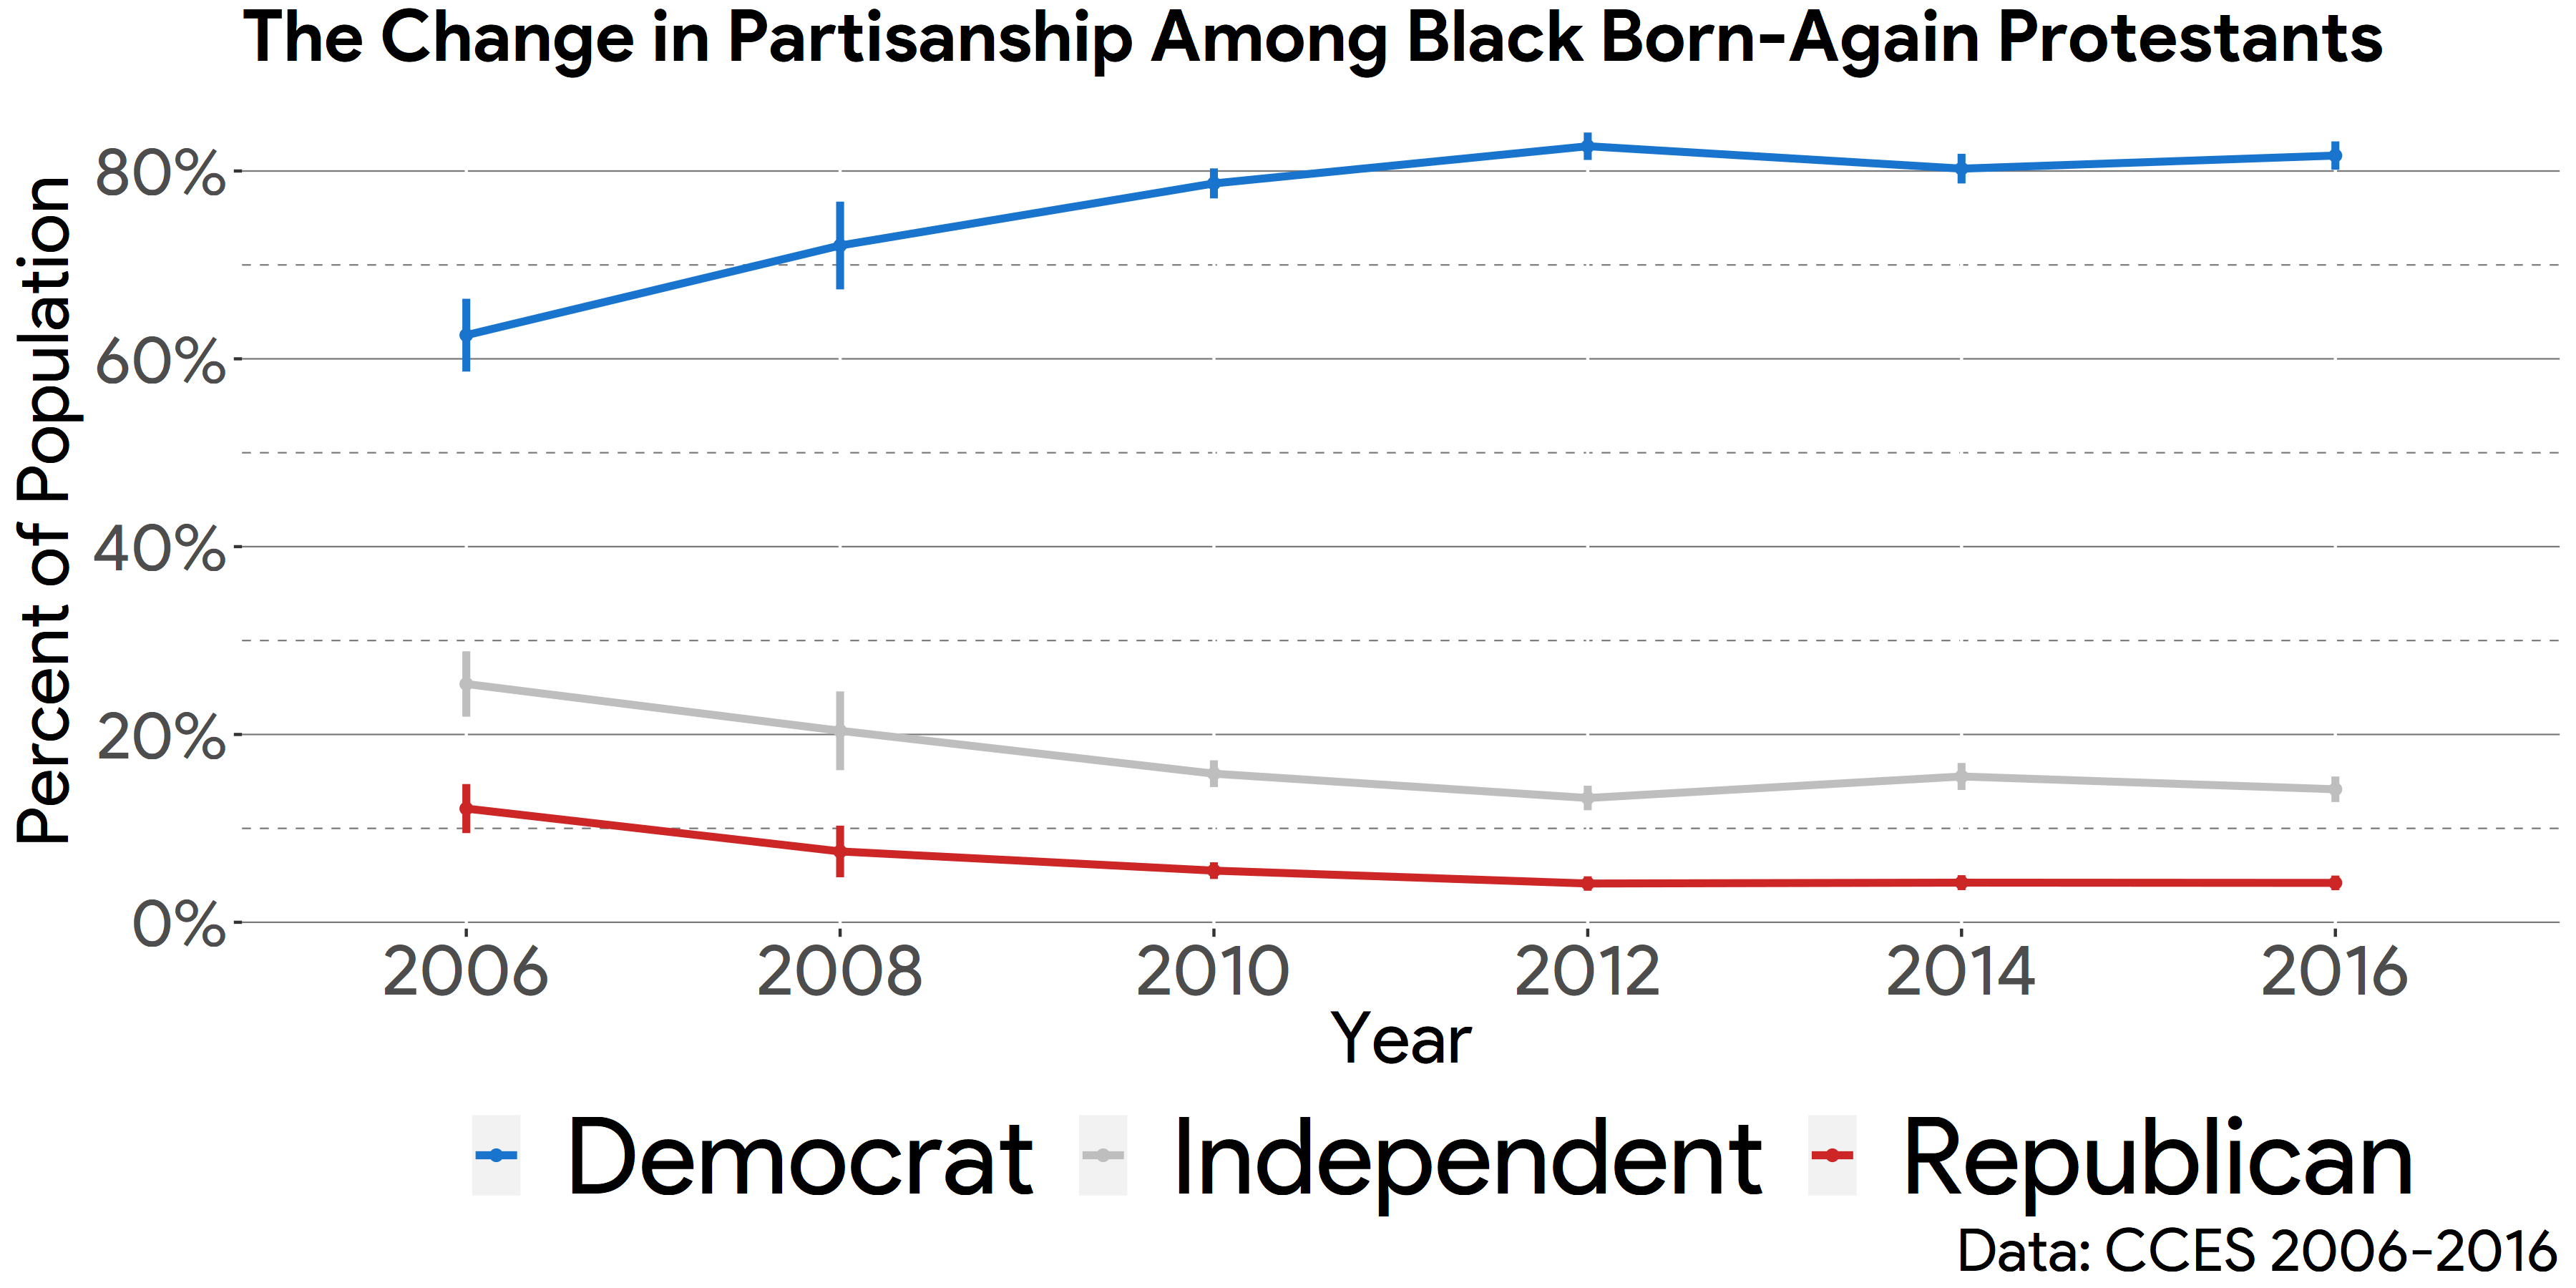 The Change in Partisanship Among Black Born-Again Protestants
Percent of Population
80%
60%
40%
20%
0%
2006 2008 2010 2012 2014 2016
Year
Democrat Independent Republican
Data: CCES 2006-2016